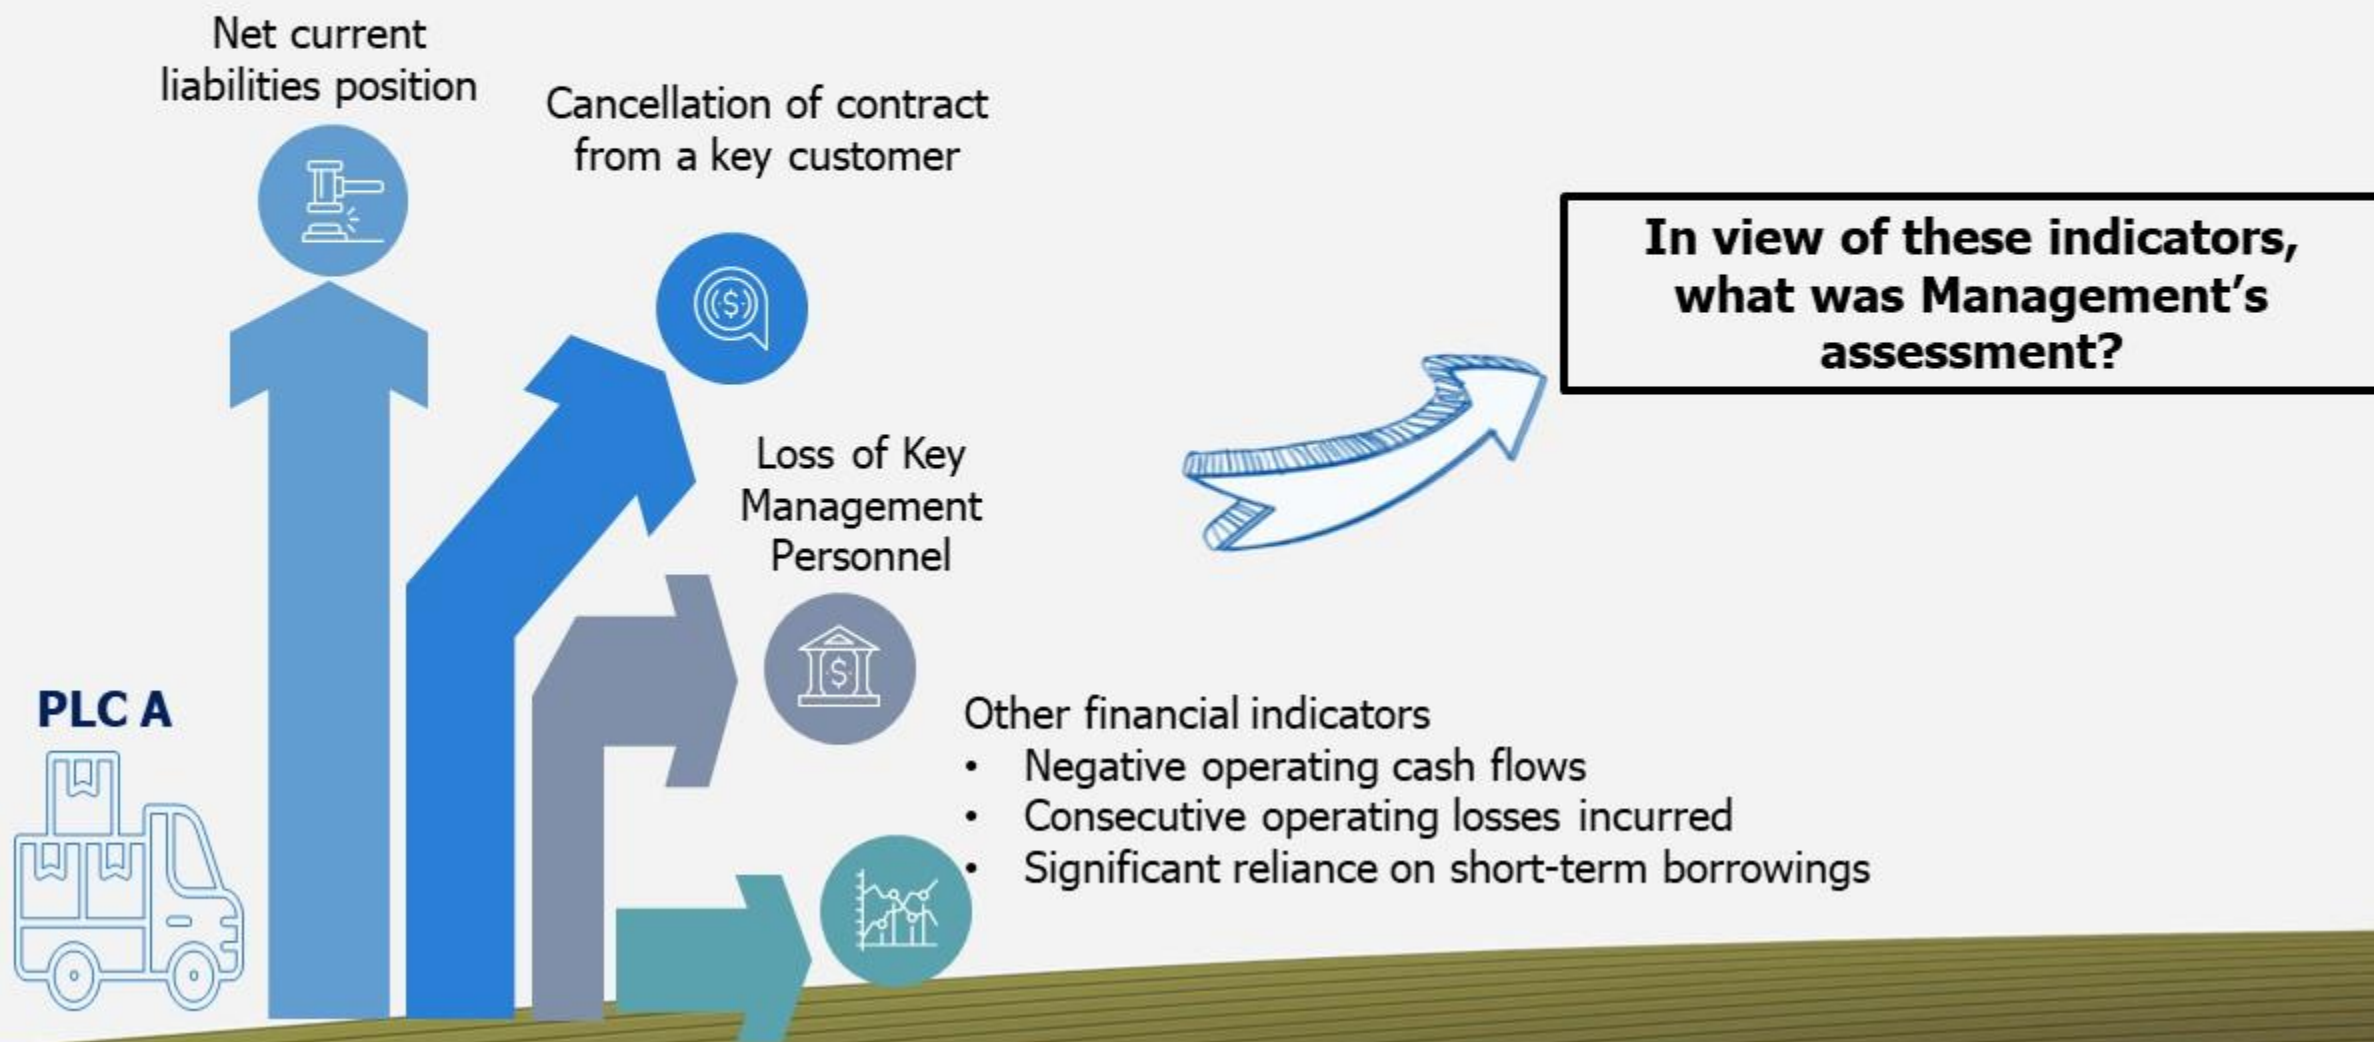 Net current
liabilities position
Cancellation of contract
from a key customer
In view of these indicators,
what was Management's
assessment?
Loss of Key
Management
Personnel
PLC A
Other financial indicators
• Negative operating cash flows
• Consecutive operating losses incurred
• Significant reliance on short-term borrowings